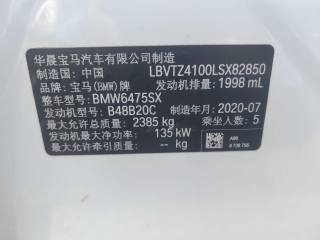 华晨宝马汽车有限公司制造
制造国：中国 LBVTZ4100LSX82850
品牌：宝马(BMW)牌 发动机排量：1998 mL
整车型号：BMW6475SX
发动机型号：B48B20C 制造年月：2020-07
最大允许总质量：2385 kg 乘坐人数：5
发动机最大净功率：135 kW
最大允许牵引质量：-- kg